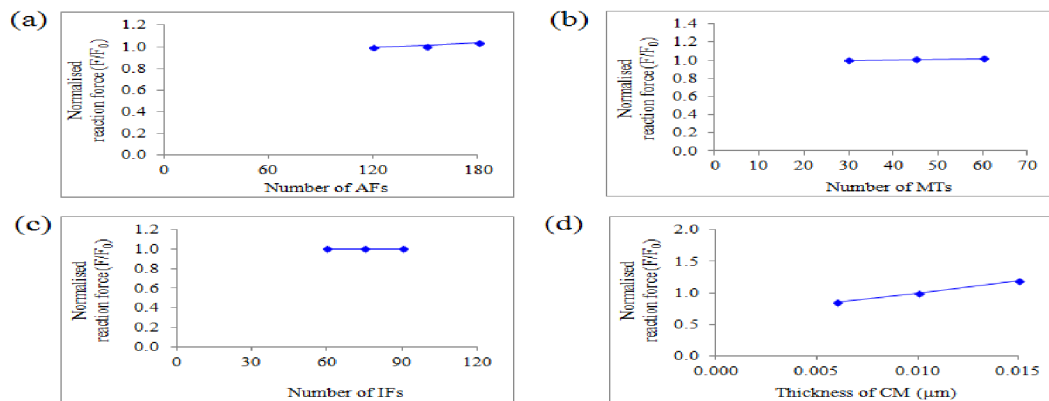 (a)
Normalised
reaction force (F/F0)
1.2
1.0
0.8
0.6
0.4
0.2
0.0
0 60 120 180
Number of AFs
(b)
Normalised
reaction force (F/F0)
1.4
1.2
1.0
0.8
0.6
0.4
0.2
0.0
0 10 20 30 40 50 60 70
Number of MTs
(c)
Normalised
reaction force (F/F0)
1.2
1.0
0.8
0.6
0.4
0.2
0.0
0 30 60 90 120
Number of IFs
(d)
Normalised
reaction force (F/F0)
2.0
1.5
1.0
0.5
0.0
0.000 0.005 0.010 0.015
Thickness of CM (μm)